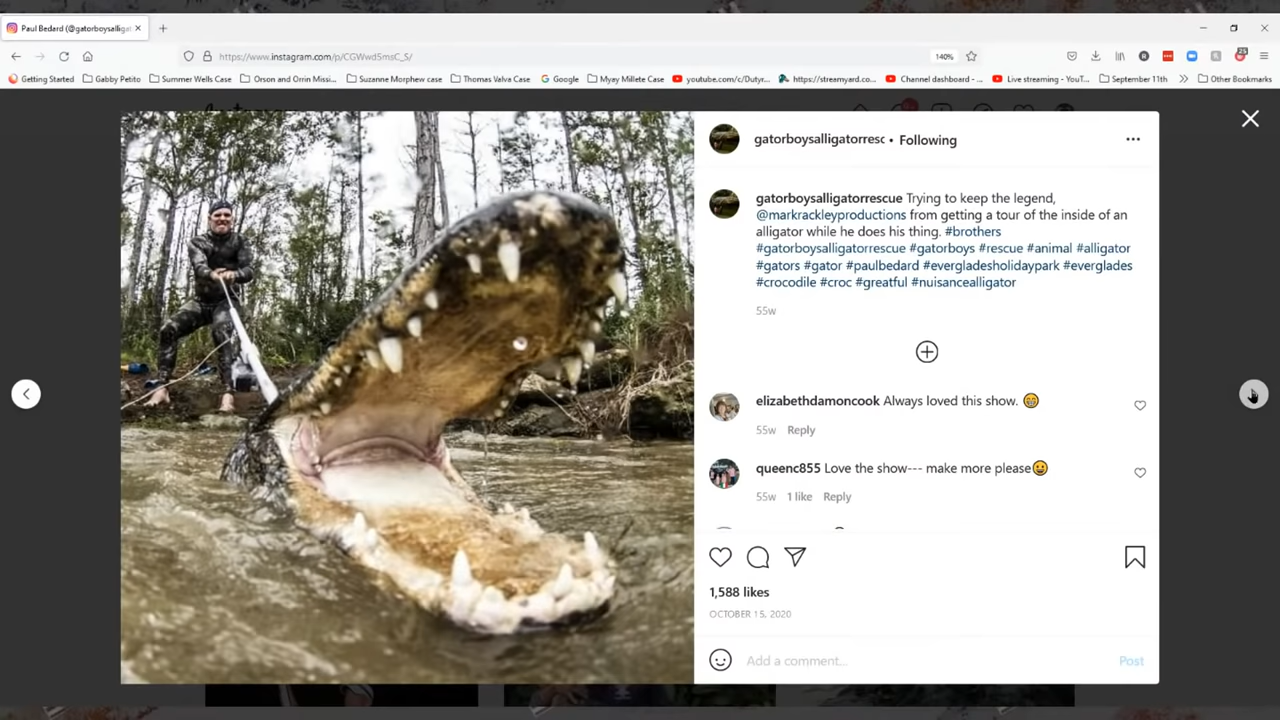 Paul Bedard (@gatorboysalligat
https://www.instagram.com/p/CGWwd5msC_S/
140%
Getting Started
Gabby Petito
Summer Wells Case
Orson and Orrin Missi...
Suzanne Morphew case
Thomas Valva Case
Google
Myay Millete Case
youtube.com/c/Dutyr...
https://streamyard.co...
Channel dashboard - ...
Live streaming - YouT...
September 11th
Other Bookmarks
gatorboysalligatorresc • Following
gatorboysalligatorrescue Trying to keep the legend,
@markrackleyproductions from getting a tour of the inside of an
alligator while he does his thing. #brothers
#gatorboysalligatorrescue #gatorboys #rescue #animal #alligator
#gators #gator #paulbedard #evergladesholidaypark #everglades
#crocodile #croc #greatful #nuisancealligator
55w
elizabethdamoncook Always loved this show. 😁
55w Reply
queenc855 Love the show--- make more please😃
55w 1 like Reply
1,588 likes
OCTOBER 15, 2020
Add a comment...
Post